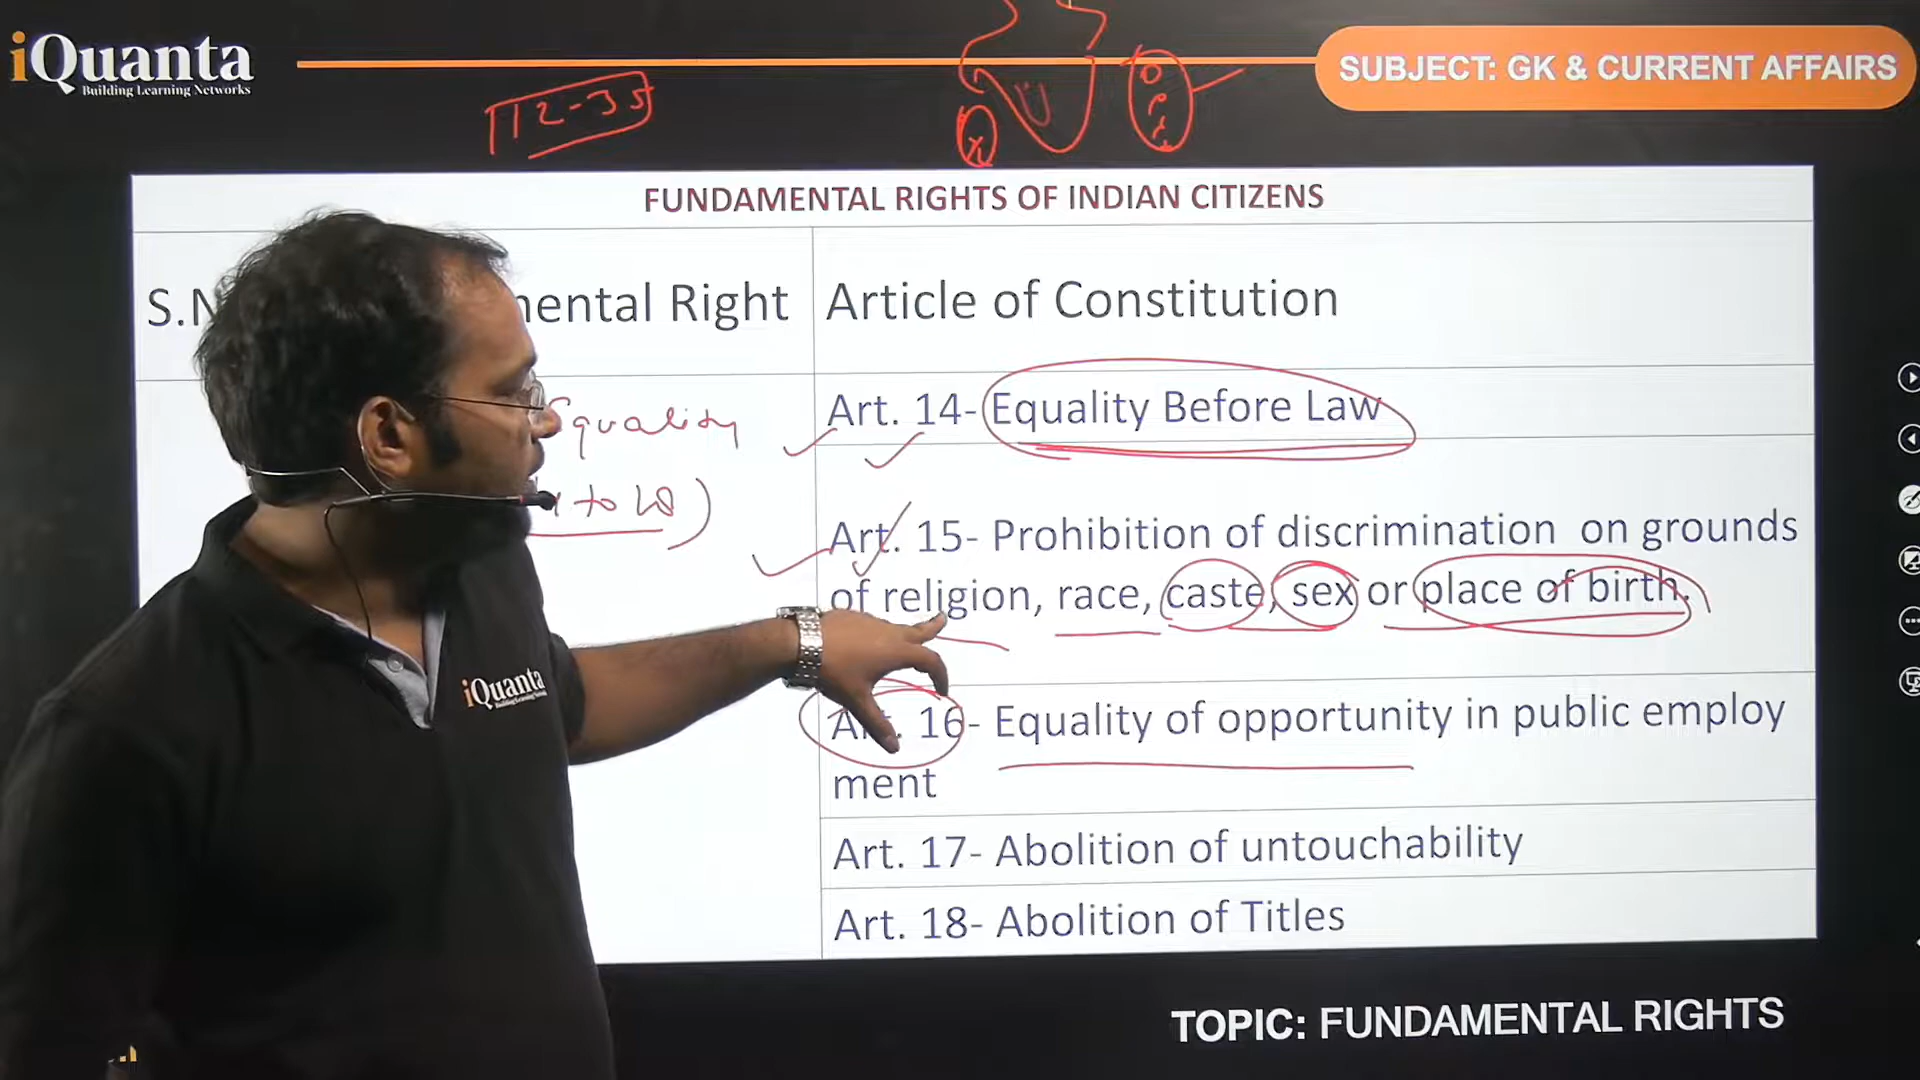 iQuanta
Building Learning Networks
SUBJECT: GK & CURRENT AFFAIRS
12-35
FUNDAMENTAL RIGHTS OF INDIAN CITIZENS
S.N
ental Right
Article of Constitution
Equality
to 18)
Art. 14- Equality Before Law
Art. 15- Prohibition of discrimination on grounds
of religion, race, caste, sex or place of birth.
Art. 16- Equality of opportunity in public employ
ment
Art. 17- Abolition of untouchability
Art. 18- Abolition of Titles
iQuanta
TOPIC: FUNDAMENTAL RIGHTS